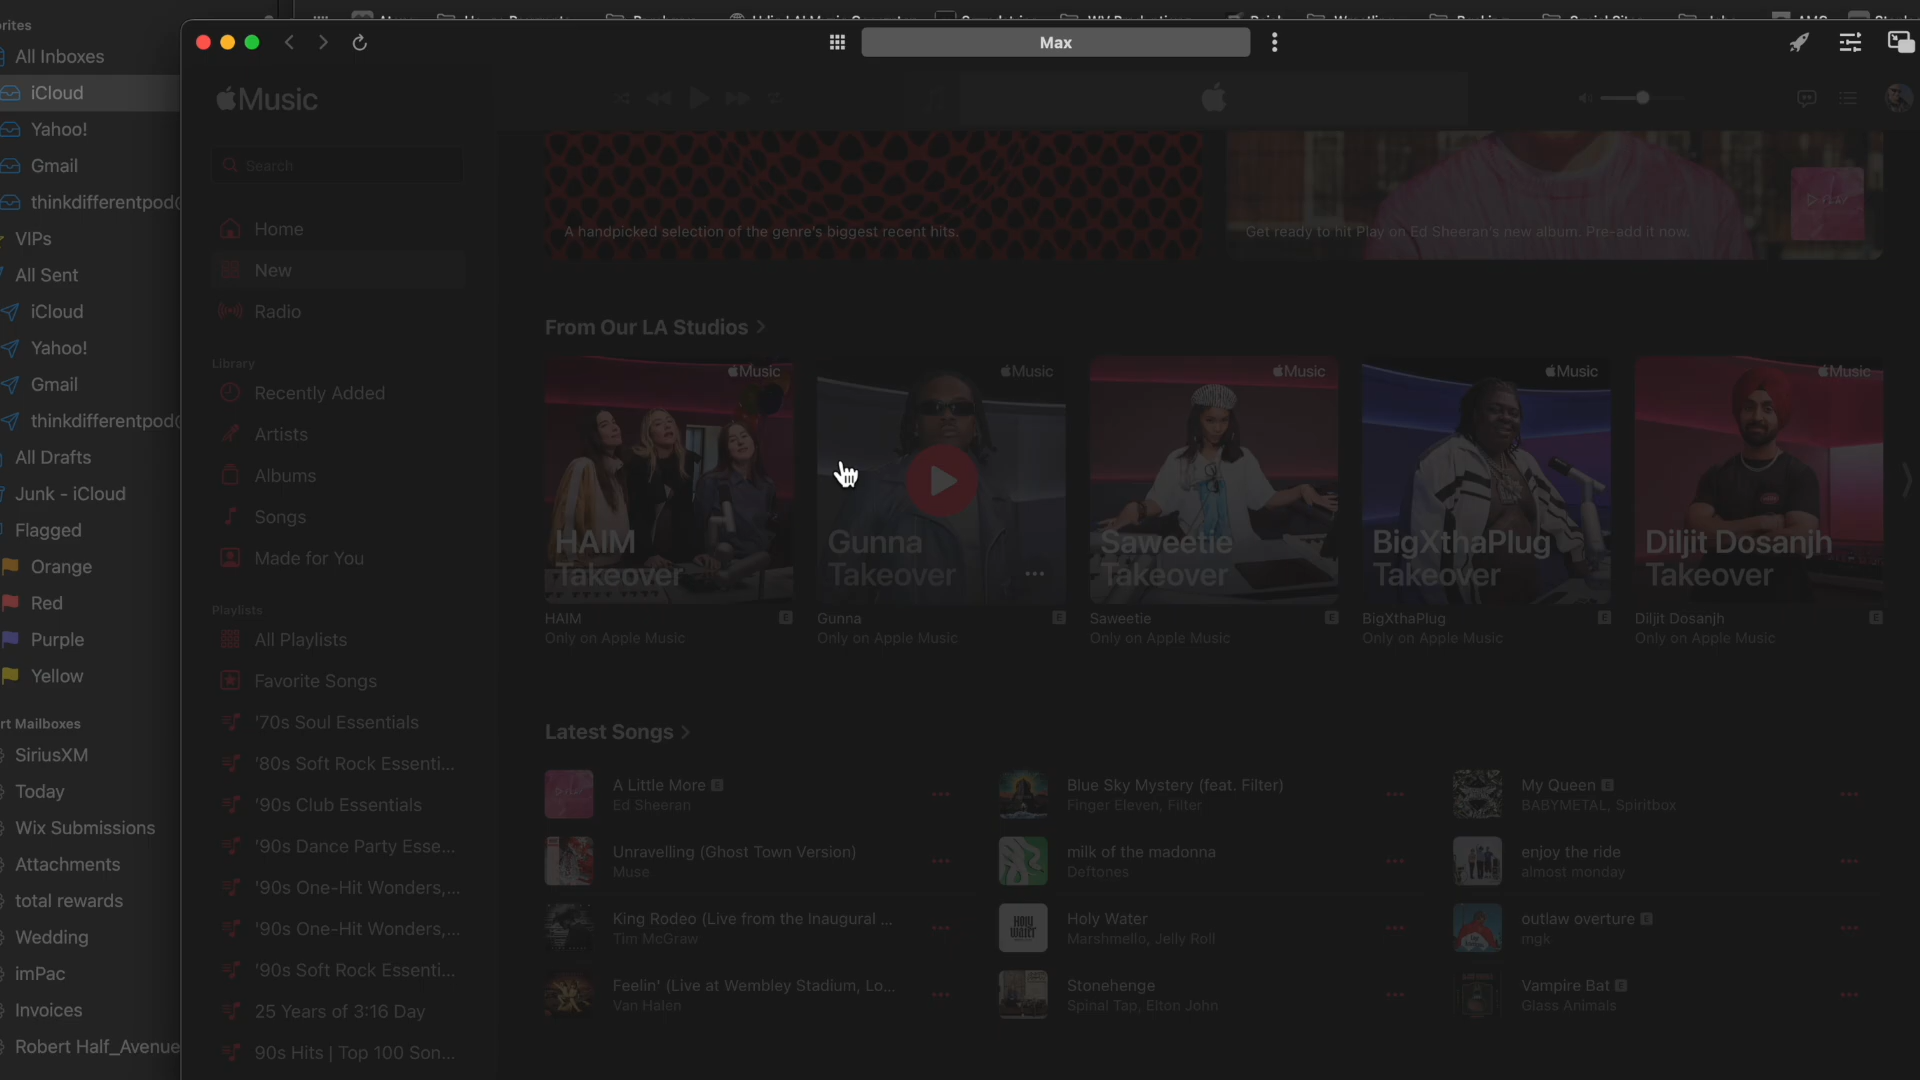 rites
All Inboxes
iCloud
Yahoo!
Gmail
thinkdifferentpod
VIPs
All Sent
iCloud
Yahoo!
Gmail
thinkdifferentpod
All Drafts
Junk - iCloud
Flagged
Orange
Red
Purple
Yellow
rt Mailboxes
SiriusXM
Today
Wix Submissions
Attachments
total rewards
Wedding
imPac
Invoices
Robert Half_Avenue
Max
Music
Search
Home
New
Radio
Library
Recently Added
Artists
Albums
Songs
Made for You
Playlists
All Playlists
Favorite Songs
'70s Soul Essentials
'80s Soft Rock Essenti...
'90s Club Essentials
'90s Dance Party Esse...
'90s One-Hit Wonders,...
'90s One-Hit Wonders,...
'90s Soft Rock Essenti...
25 Years of 3:16 Day
90s Hits | Top 100 Son...
A handpicked selection of the genre's biggest recent hits.
Get ready to hit Play on Ed Sheeran's new album. Pre-add it now.
PLAY
From Our LA Studios
Music
HAIM
Takeover
HAIM
E
Only on Apple Music
Music
Gunna
Takeover
Gunna
E
Only on Apple Music
Music
Saweetie
Takeover
Saweetie
E
Only on Apple Music
Music
BigXthaPlug
Takeover
BigXthaPlug
E
Only on Apple Music
Music
Diljit Dosanjh
Takeover
Diljit Dosanjh
E
Only on Apple Music
Latest Songs
A Little More E
Ed Sheeran
Unravelling (Ghost Town Version)
Muse
King Rodeo (Live from the Inaugural ...
Tim McGraw
Feelin' (Live at Wembley Stadium, Lo...
Van Halen
Blue Sky Mystery (feat. Filter)
Finger Eleven, Filter
milk of the madonna
Deftones
HOLY
WATER
Holy Water
Marshmello, Jelly Roll
Stonehenge
Spinal Tap, Elton John
My Queen E
BABYMETAL, Spiritbox
enjoy the ride
almost monday
outlaw overture E
mgk
Vampire Bat E
Glass Animals